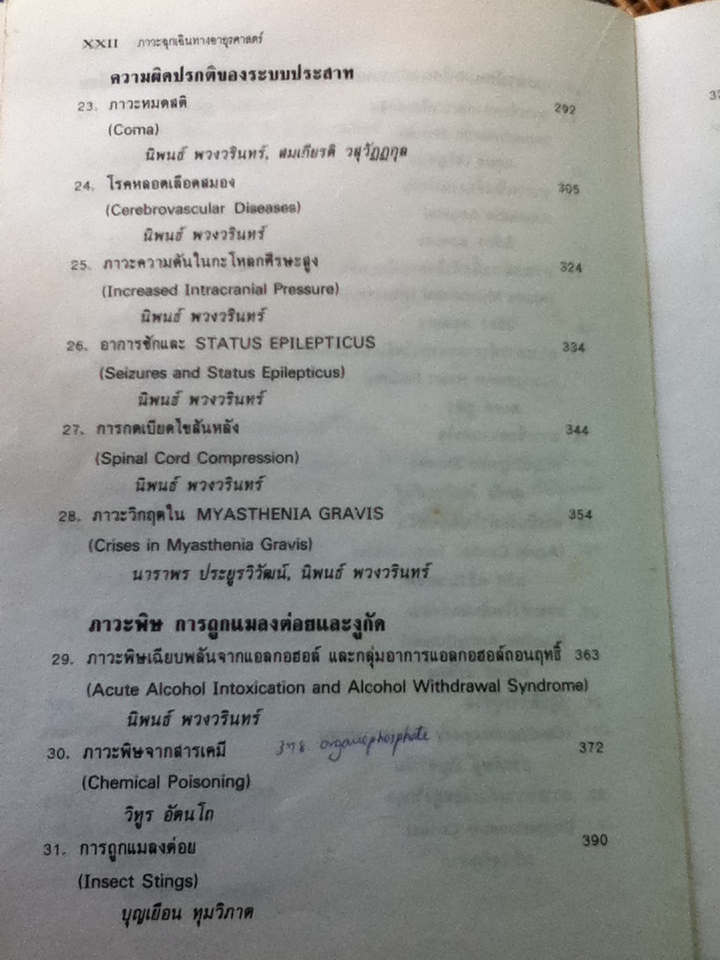 XXII ภาวะฉุกเฉินทางอายุรศาสตร์
ความผิดปรกติของระบบประสาท
23. ภาวะหมดสติ 292
(Coma)
นิพนธ์ พวงวรินทร์, สมเกียรติ วสุวัฏฏกุล
24. โรคหลอดเลือดสมอง 305
(Cerebrovascular Diseases)
นิพนธ์ พวงวรินทร์
25. ภาวะความดันในกะโหลกศีรษะสูง 324
(Increased Intracranial Pressure)
นิพนธ์ พวงวรินทร์
26. อาการชักและ STATUS EPILEPTICUS 334
(Seizures and Status Epilepticus)
นิพนธ์ พวงวรินทร์
27. การกดเบียดไขสันหลัง 344
(Spinal Cord Compression)
นิพนธ์ พวงวรินทร์
28. ภาวะวิกฤตใน MYASTHENIA GRAVIS 354
(Crises in Myasthenia Gravis)
นาราพร ประยูรวิวัฒน์, นิพนธ์ พวงวรินทร์
ภาวะพิษ การถูกแมลงต่อยและงูกัด
29. ภาวะพิษเฉียบพลันจากแอลกอฮอล์ และกลุ่มอาการแอลกอฮอล์ถอนฤทธิ์ 363
(Acute Alcohol Intoxication and Alcohol Withdrawal Syndrome)
นิพนธ์ พวงวรินทร์
30. ภาวะพิษจากสารเคมี 378 organophosphate 372
(Chemical Poisoning)
วิทูร อัตนโถ
31. การถูกแมลงต่อย 390
(Insect Stings)
บุญเยือน ทุมวิภาต